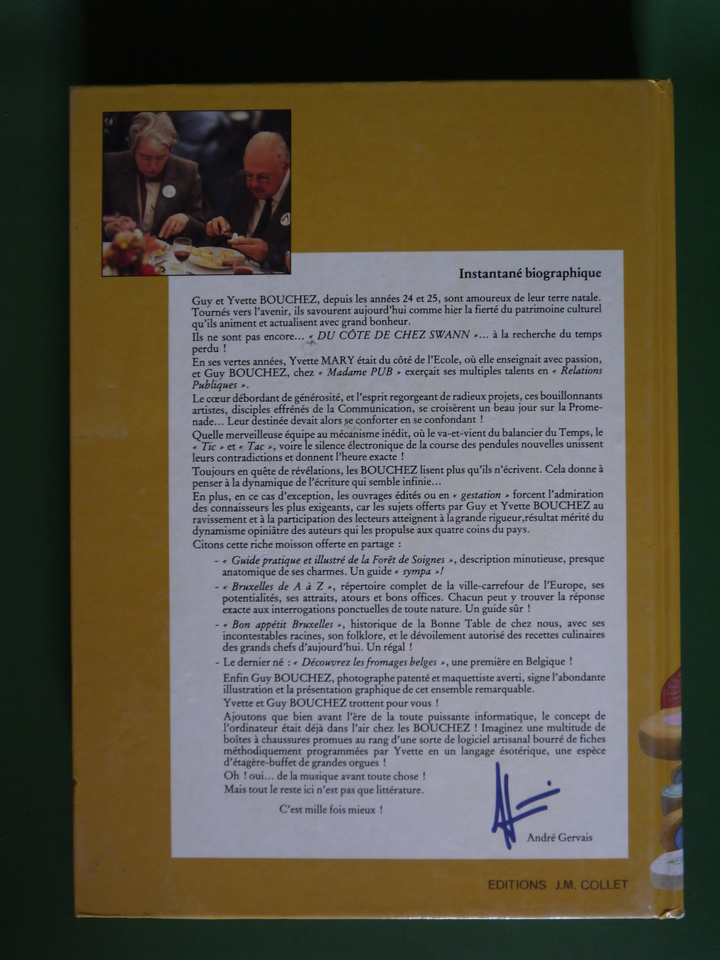 Instantané biographique
Guy et Yvette BOUCHEZ, depuis les années 24 et 25, sont amoureux de leur terre natale.
Tournés vers l'avenir, ils savourent aujourd'hui comme hier la fierté du patrimoine culturel
qu'ils animent et actualisent avec grand bonheur.
Ils ne sont pas encore... « DU CÔTE DE CHEZ SWANN »... à la recherche du temps
perdu !
En ses vertes années, Yvette MARY était du côté de l'Ecole, où elle enseignait avec passion,
et Guy BOUCHEZ, chez « Madame PUB » exerçait ses multiples talents en « Relations
Publiques ».
Le cœur débordant de générosité, et l'esprit regorgeant de radieux projets, ces bouillonnants
artistes, disciples effrénés de la Communication, se croisèrent un beau jour sur la Prome-
nade... Leur destinée devait alors se conforter en se confondant !
Quelle merveilleuse équipe au mécanisme inédit, où le va-et-vient du balancier du Temps, le
« Tic » et « Tac », voire le silence électronique de la course des pendules nouvelles unissent
leurs contradictions et donnent l'heure exacte !
Toujours en quête de révélations, les BOUCHEZ lisent plus qu'ils n'écrivent. Cela donne à
penser à la dynamique de l'écriture qui semble infinie...
En plus, en ce cas d'exception, les ouvrages édités ou en « gestation » forcent l'admiration
des connaisseurs les plus exigeants, car les sujets offerts par Guy et Yvette BOUCHEZ au
ravissement et à la participation des lecteurs atteignent à la grande rigueur,résultat mérité du
dynamisme opiniâtre des auteurs qui les propulse aux quatre coins du pays.
Citons cette riche moisson offerte en partage :
- « Guide pratique et illustré de la Forêt de Soignes », description minutieuse, presque
anatomique de ses charmes. Un guide « sympa »!
- « Bruxelles de A à Z », répertoire complet de la ville-carrefour de l'Europe, ses
potentialités, ses attraits, atours et bons offices. Chacun peut y trouver la réponse
exacte aux interrogations ponctuelles de toute nature. Un guide sûr !
- « Bon appétit Bruxelles », historique de la Bonne Table de chez nous, avec ses
incontestables racines, son folklore, et le dévoilement autorisé des recettes culinaires
des grands chefs d'aujourd'hui. Un régal !
- Le dernier né : « Découvrez les fromages belges », une première en Belgique !
Enfin Guy BOUCHEZ, photographe patenté et maquettiste averti, signe l'abondante
illustration et la présentation graphique de cet ensemble remarquable.
Yvette et Guy BOUCHEZ trottent pour vous !
Ajoutons que bien avant l'ère de la toute puissante informatique, le concept de
l'ordinateur était déjà dans l'air chez les BOUCHEZ ! Imaginez une multitude de
boîtes à chaussures promues au rang d'une sorte de logiciel artisanal bourré de fiches
méthodiquement programmées par Yvette en un langage ésotérique, une espèce
d'étagère-buffet de grandes orgues !
Oh ! oui... de la musique avant toute chose !
Mais tout le reste ici n'est pas que littérature.
C'est mille fois mieux !
André Gervais
EDITIONS J.M. COLLET